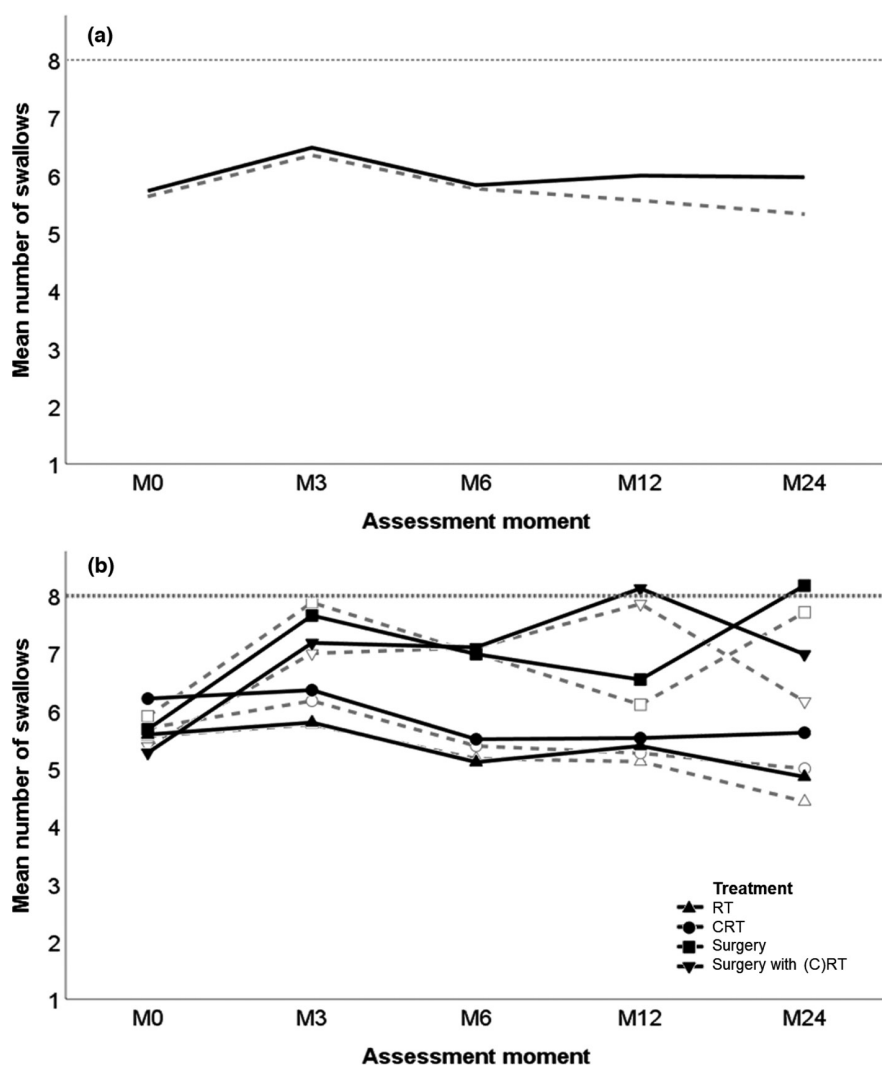 (a)
Mean number of swallows
8
7
6
5
4
3
2
1
M0 M3 M6 M12 M24
Assessment moment
(b)
Mean number of swallows
8
7
6
5
4
3
2
1
Treatment
RT
CRT
Surgery
Surgery with (C)RT
M0 M3 M6 M12 M24
Assessment moment